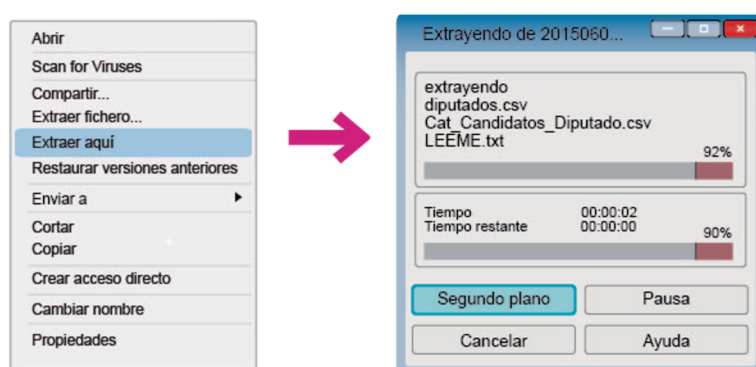 Abrir
Scan for Viruses
Compartir...
Extraer fichero...
Extraer aquí
Restaurar versiones anteriores
Enviar a
Cortar
Copiar
Crear acceso directo
Cambiar nombre
Propiedades
Extrayendo de 2015060...
extrayendo
diputados.csv
Cat_Candidatos_Diputado.csv
LEEME.txt
92%
Tiempo 00:00:02
Tiempo restante 00:00:00
90%
Segundo plano Pausa
Cancelar Ayuda